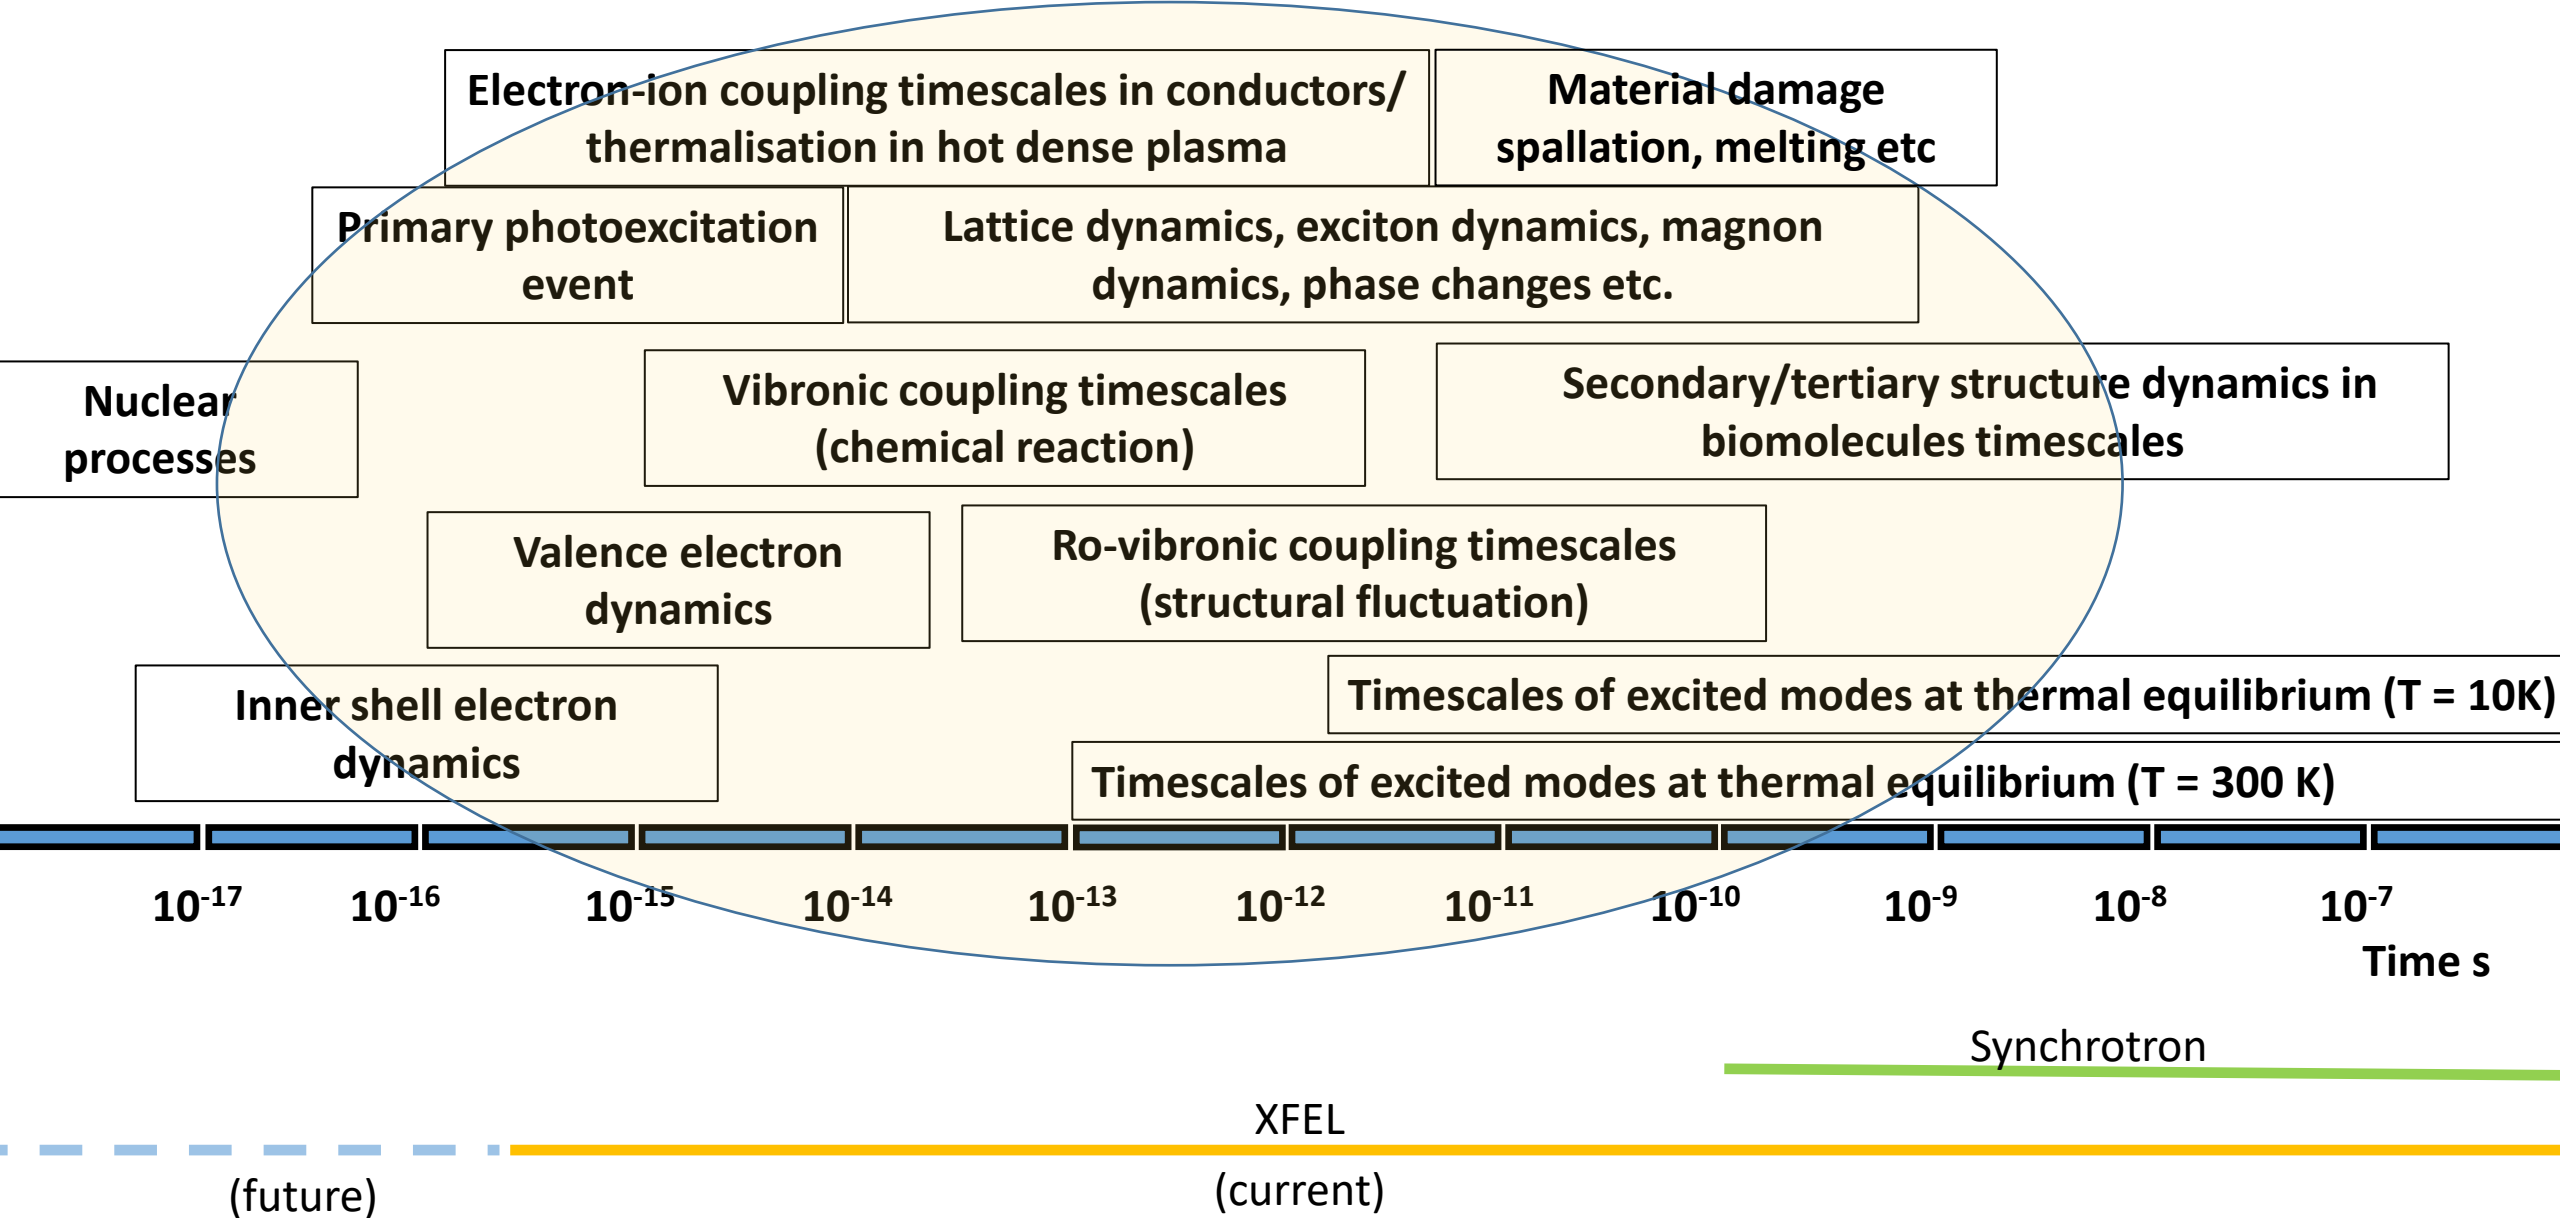 Electron-ion coupling timescales in conductors/
thermalisation in hot dense plasma
Material damage
spallation, melting etc
Primary photoexcitation
event
Lattice dynamics, exciton dynamics, magnon
dynamics, phase changes etc.
Nuclear
processes
Vibronic coupling timescales
(chemical reaction)
Secondary/tertiary structure dynamics in
biomolecules timescales
Valence electron
dynamics
Ro-vibronic coupling timescales
(structural fluctuation)
Inner shell electron
dynamics
Timescales of excited modes at thermal equilibrium (T = 10K)
Timescales of excited modes at thermal equilibrium (T = 300 K)
10⁻¹⁷ 10⁻¹⁶ 10⁻¹⁵ 10⁻¹⁴ 10⁻¹³ 10⁻¹² 10⁻¹¹ 10⁻¹⁰ 10⁻⁹ 10⁻⁸ 10⁻⁷
Time s
Synchrotron
XFEL
(future)
(current)